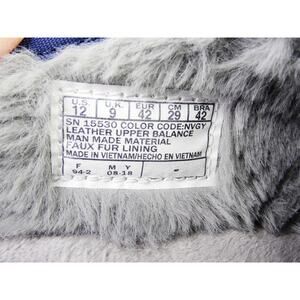 U.S U.K. EUR CM BRA
12 9 42 29 42
SN 15530 COLOR CODE:NVGY
LEATHER UPPER BALANCE
MAN MADE MATERIAL
FAUX FUR LINING
MADE IN VIETNAM/HECHO EN VIETNAM
F M Y
94-2 08-18 -